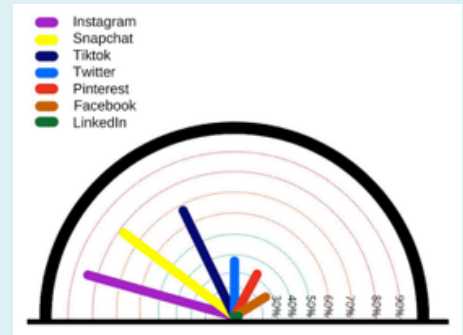 Instagram
Snapchat
Tiktok
Twitter
Pinterest
Facebook
LinkedIn
30% 40% 50% 60% 70% 80% 90%